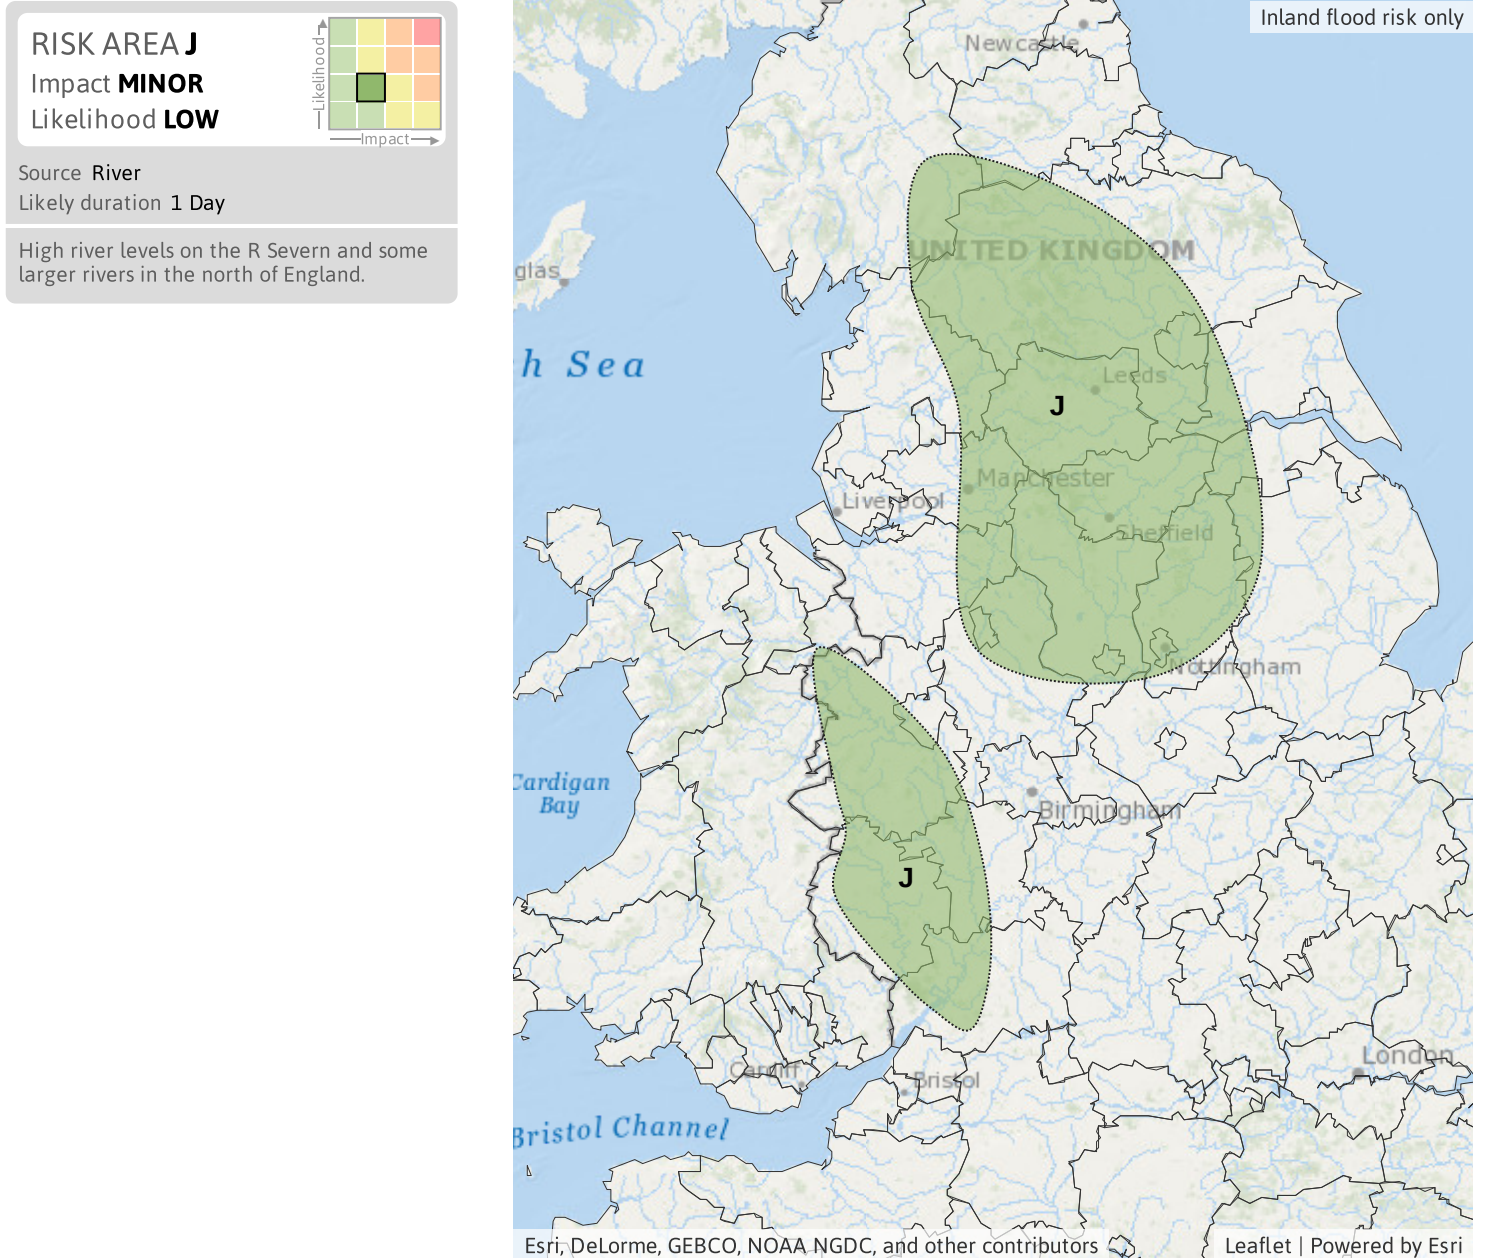 RISK AREA J
Impact MINOR
Likelihood LOW
Likelihood
Impact
Source River
Likely duration 1 Day
High river levels on the R Severn and some
larger rivers in the north of England.
Inland flood risk only
Newcastle
UNITED KINGDOM
glas
h Sea
Leeds
J
Manchester
Liverpool
Sheffield
Nottingham
Cardigan
Bay
Birmingham
J
London
Cardiff
Bristol
Bristol Channel
Esri, DeLorme, GEBCO, NOAA NGDC, and other contributors
Leaflet | Powered by Esri